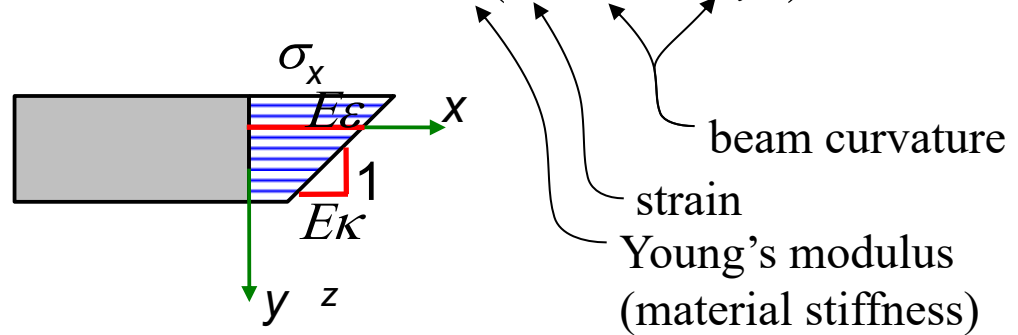 σx
Eε
x
1
Eκ
y z
beam curvature
strain
Young's modulus
(material stiffness)